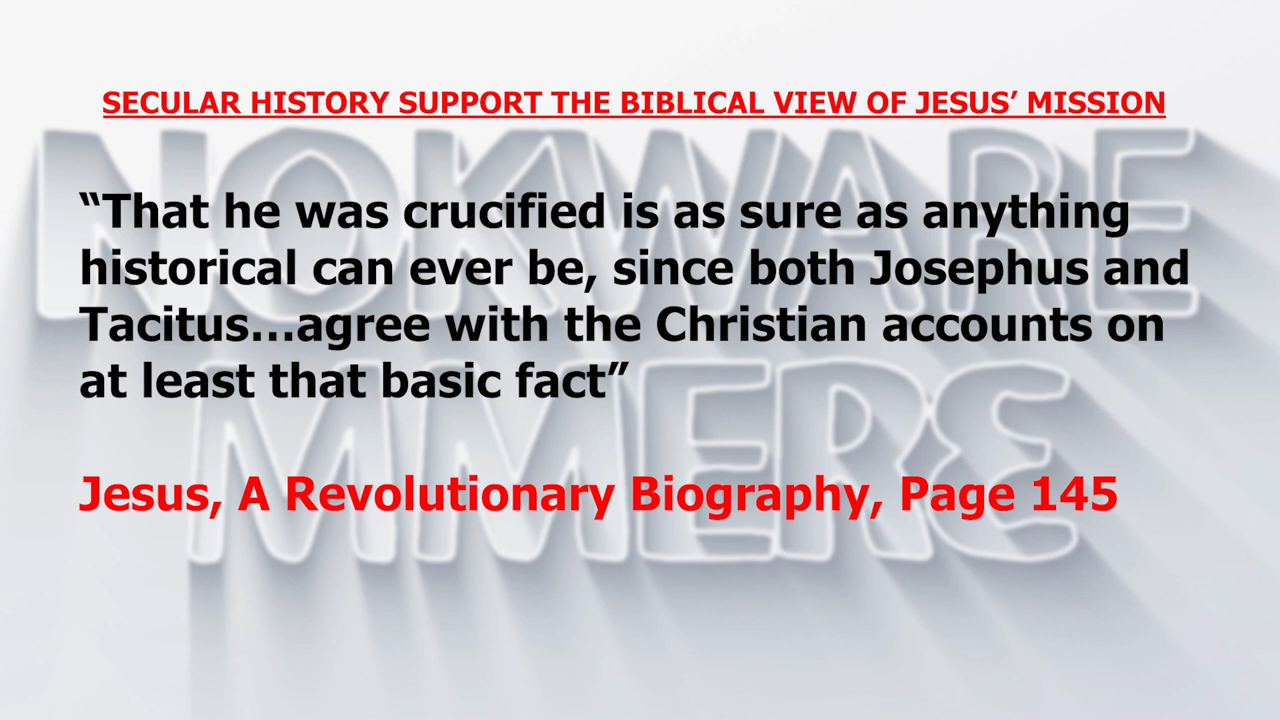 SECULAR HISTORY SUPPORT THE BIBLICAL VIEW OF JESUS’ MISSION
“That he was crucified is as sure as anything
historical can ever be, since both Josephus and
Tacitus…agree with the Christian accounts on
at least that basic fact”
Jesus, A Revolutionary Biography, Page 145
NOKWARE
MMERƐ